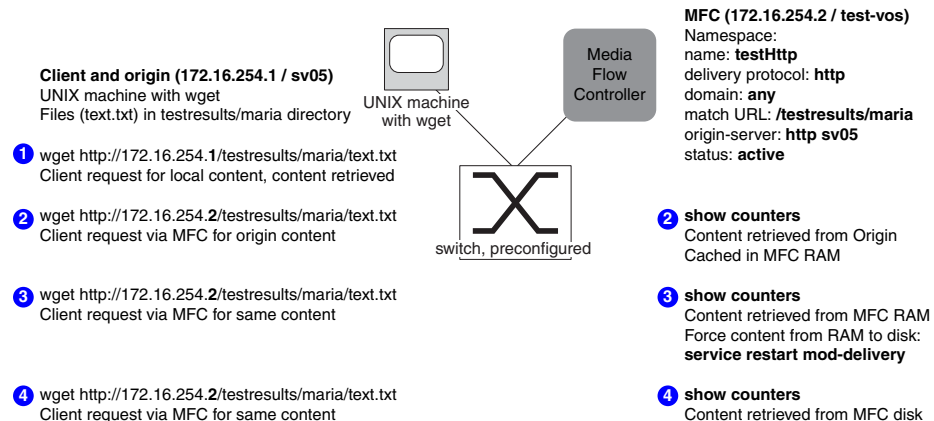 Client and origin (172.16.254.1 / sv05)
UNIX machine with wget
Files (text.txt) in testresults/maria directory
UNIX machine
with wget
Media
Flow
Controller
MFC (172.16.254.2 / test-vos)
Namespace:
name: testHttp
delivery protocol: http
domain: any
match URL: /testresults/maria
origin-server: http sv05
status: active
switch, preconfigured
1 wget http://172.16.254.1/testresults/maria/text.txt
Client request for local content, content retrieved
2 wget http://172.16.254.2/testresults/maria/text.txt
Client request via MFC for origin content
2 show counters
Content retrieved from Origin
Cached in MFC RAM
3 wget http://172.16.254.2/testresults/maria/text.txt
Client request via MFC for same content
3 show counters
Content retrieved from MFC RAM
Force content from RAM to disk:
service restart mod-delivery
4 wget http://172.16.254.2/testresults/maria/text.txt
Client request via MFC for same content
4 show counters
Content retrieved from MFC disk